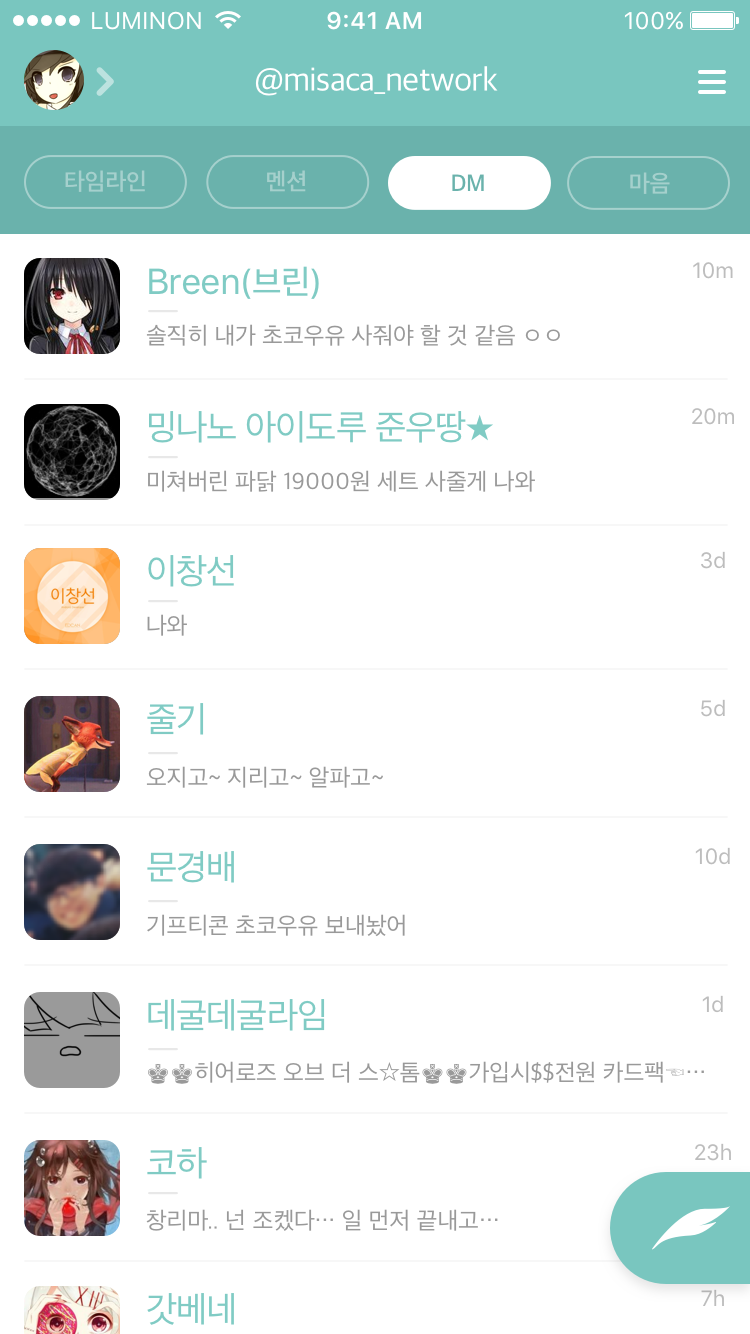 LUMINON 9:41 AM 100%
@misaca_network
타임라인 멘션 DM 마음
Breen(브린) 10m
솔직히 내가 초코우유 사줘야 할 것 같음 ㅇㅇ
밍나노 아이도루 준우땅★ 20m
미쳐버린 파닭 19000원 세트 사줄게 나와
이창선
이창선 3d
나와
줄기 5d
오지고~ 지리고~ 알파고~
문경배 10d
기프티콘 초코우유 보내놨어
데굴데굴라임 1d
♚♚히어로즈 오브 더 스☆톰♚♚가입시$$전원 카드팩☜…
코하 23h
창리마.. 넌 조켔다… 일 먼저 끝내고…
갓베네 7h